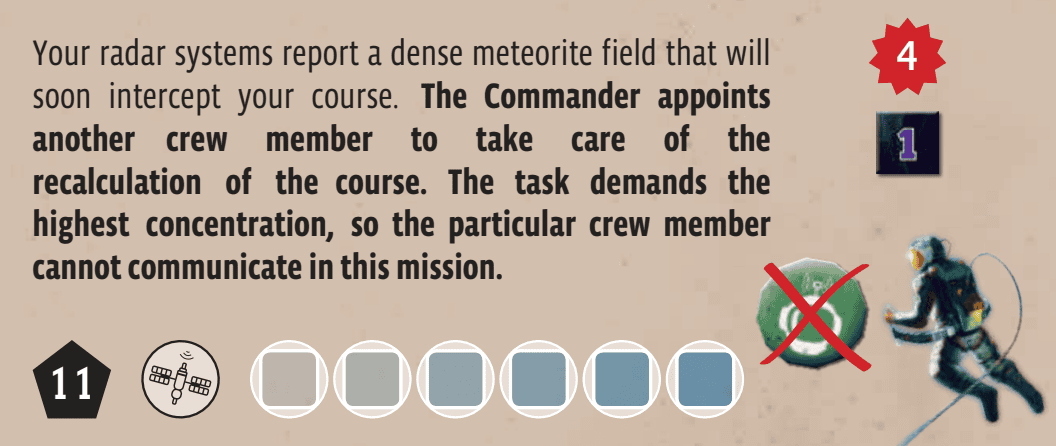 Your radar systems report a dense meteorite field that will
soon intercept your course. The Commander appoints
another crew member to take care of the
recalculation of the course. The task demands the
highest concentration, so the particular crew member
cannot communicate in this mission.
4
1
11